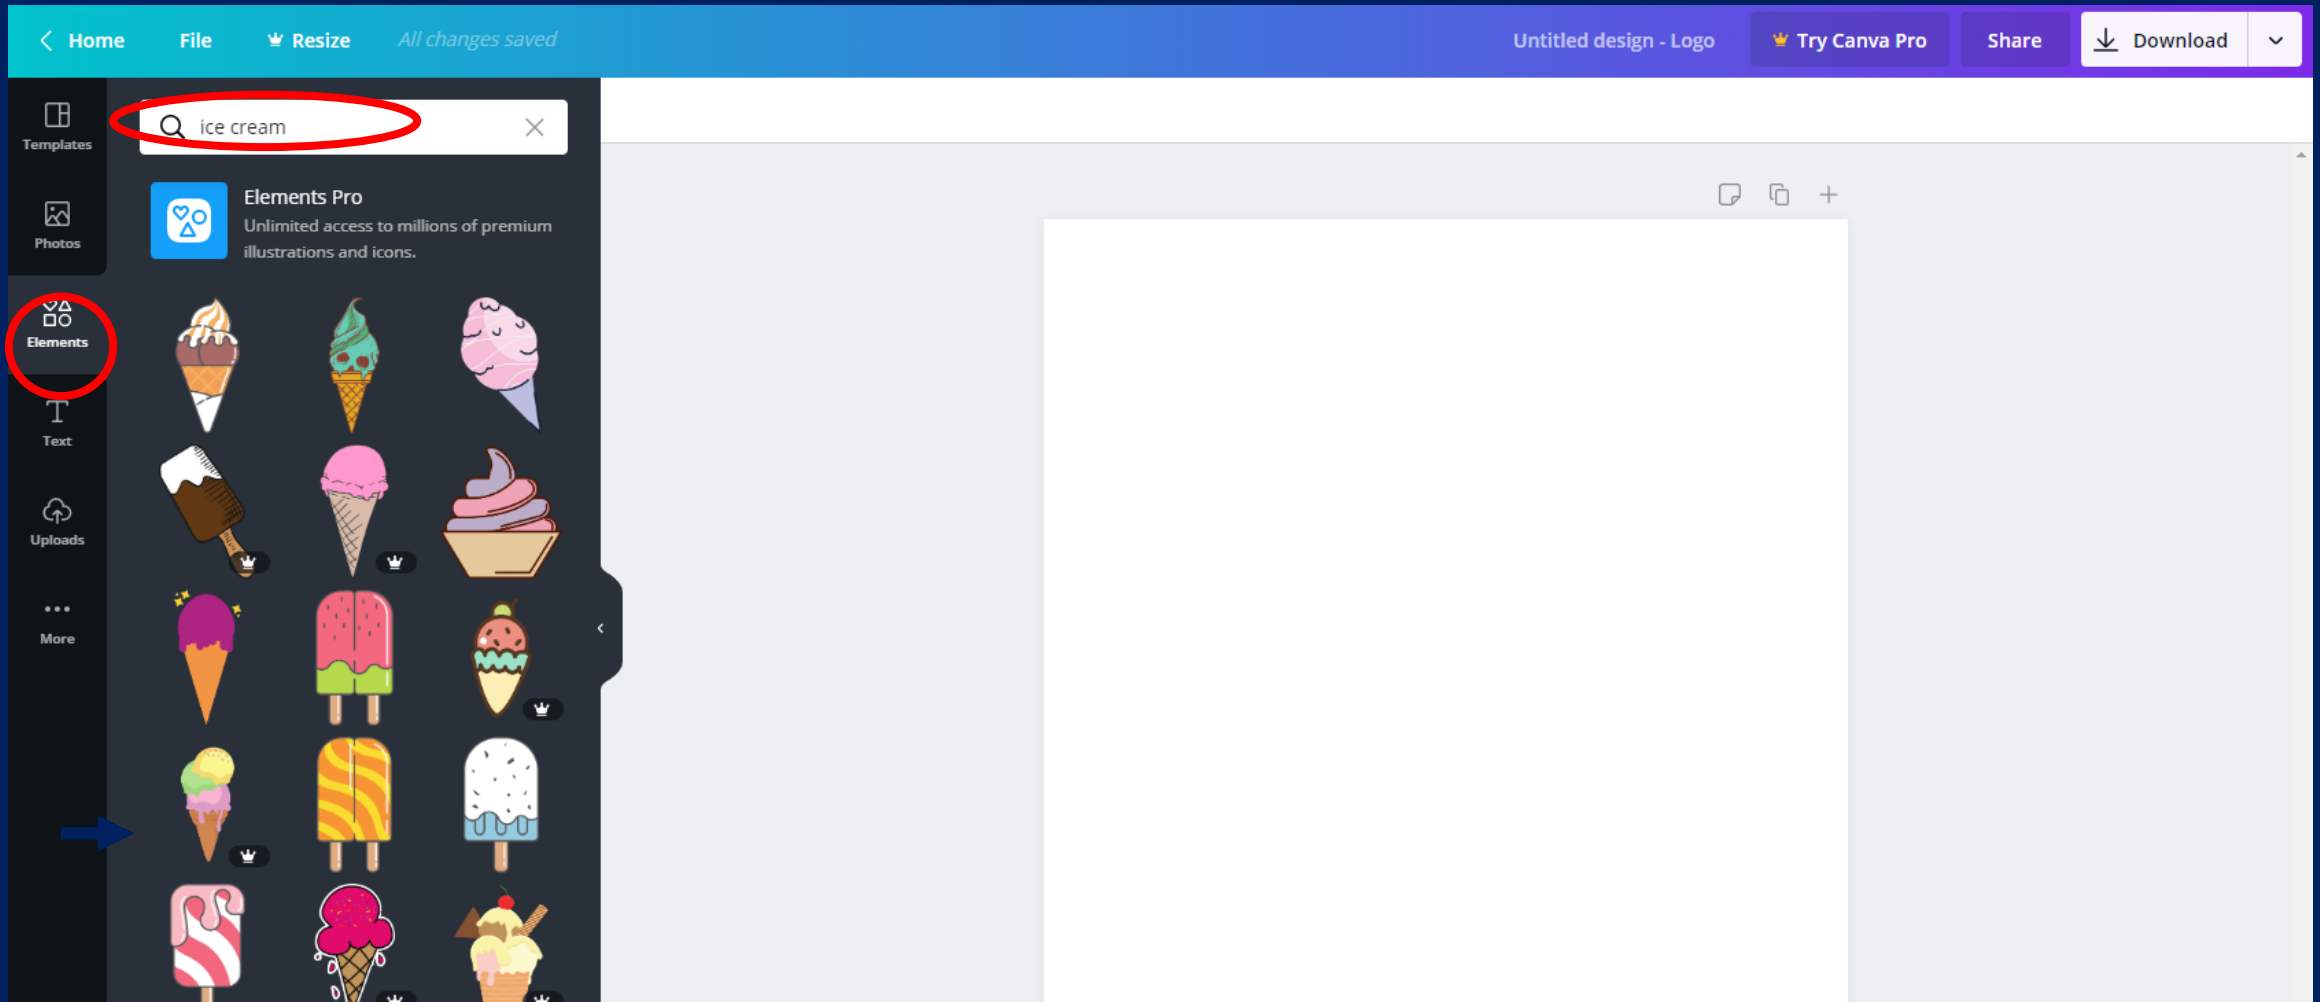 Home
File
Resize
All changes saved
Untitled design - Logo
Try Canva Pro
Share
Download
Templates
Photos
Elements
Text
Uploads
More
ice cream
Elements Pro
Unlimited access to millions of premium
illustrations and icons.